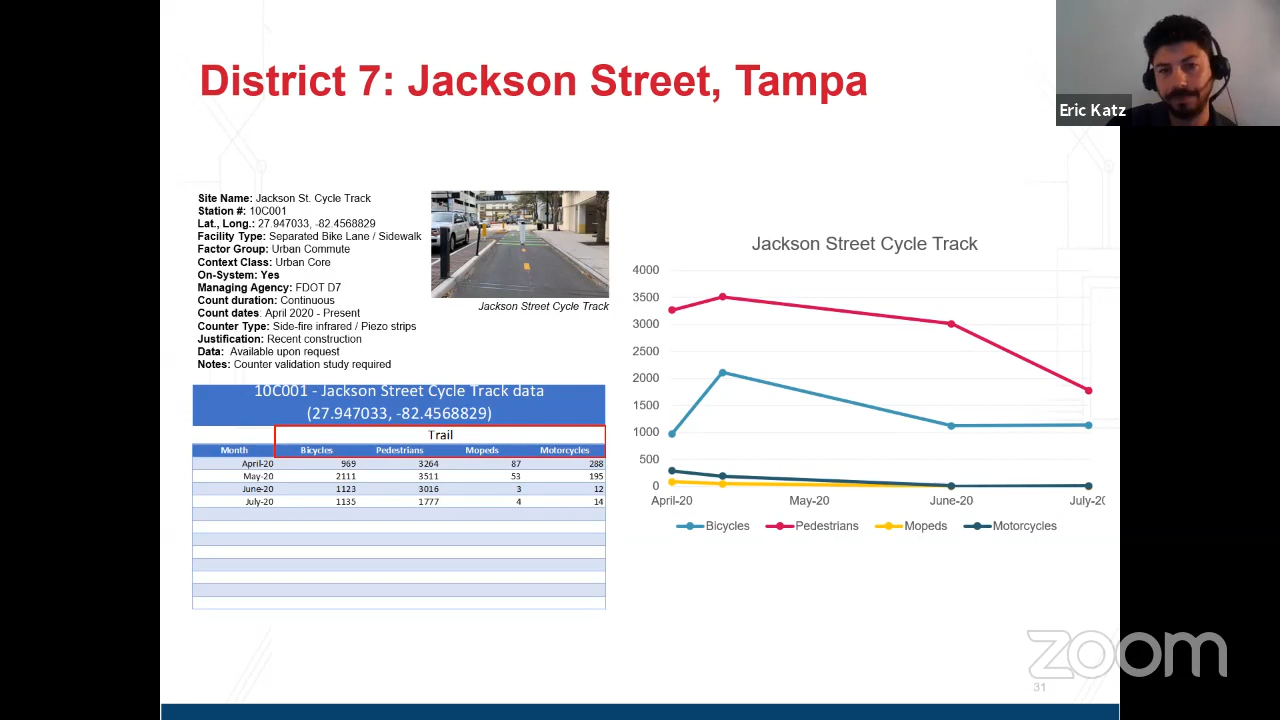 District 7: Jackson Street, Tampa
Eric Katz
Site Name: Jackson St. Cycle Track
Station #: 10C001
Lat., Long.: 27.947033, -82.4568829
Facility Type: Separated Bike Lane / Sidewalk
Factor Group: Urban Commute
Context Class: Urban Core
On-System: Yes
Managing Agency: FDOT D7
Count duration: Continuous
Count dates: April 2020 - Present
Counter Type: Side-fire infrared / Piezo strips
Justification: Recent construction
Data: Available upon request
Notes: Counter validation study required
Jackson Street Cycle Track
10C001 - Jackson Street Cycle Track data
(27.947033, -82.4568829)
Trail
Month Bicycles Pedestrians Mopeds Motorcycles
April-20 969 3264 87 288
May-20 2111 3511 53 195
June-20 1123 3016 3 12
July-20 1135 1777 4 14
Jackson Street Cycle Track
4000
3500
3000
2500
2000
1500
1000
500
0
April-20 May-20 June-20 July-20
Bicycles Pedestrians Mopeds Motorcycles
zoom
31